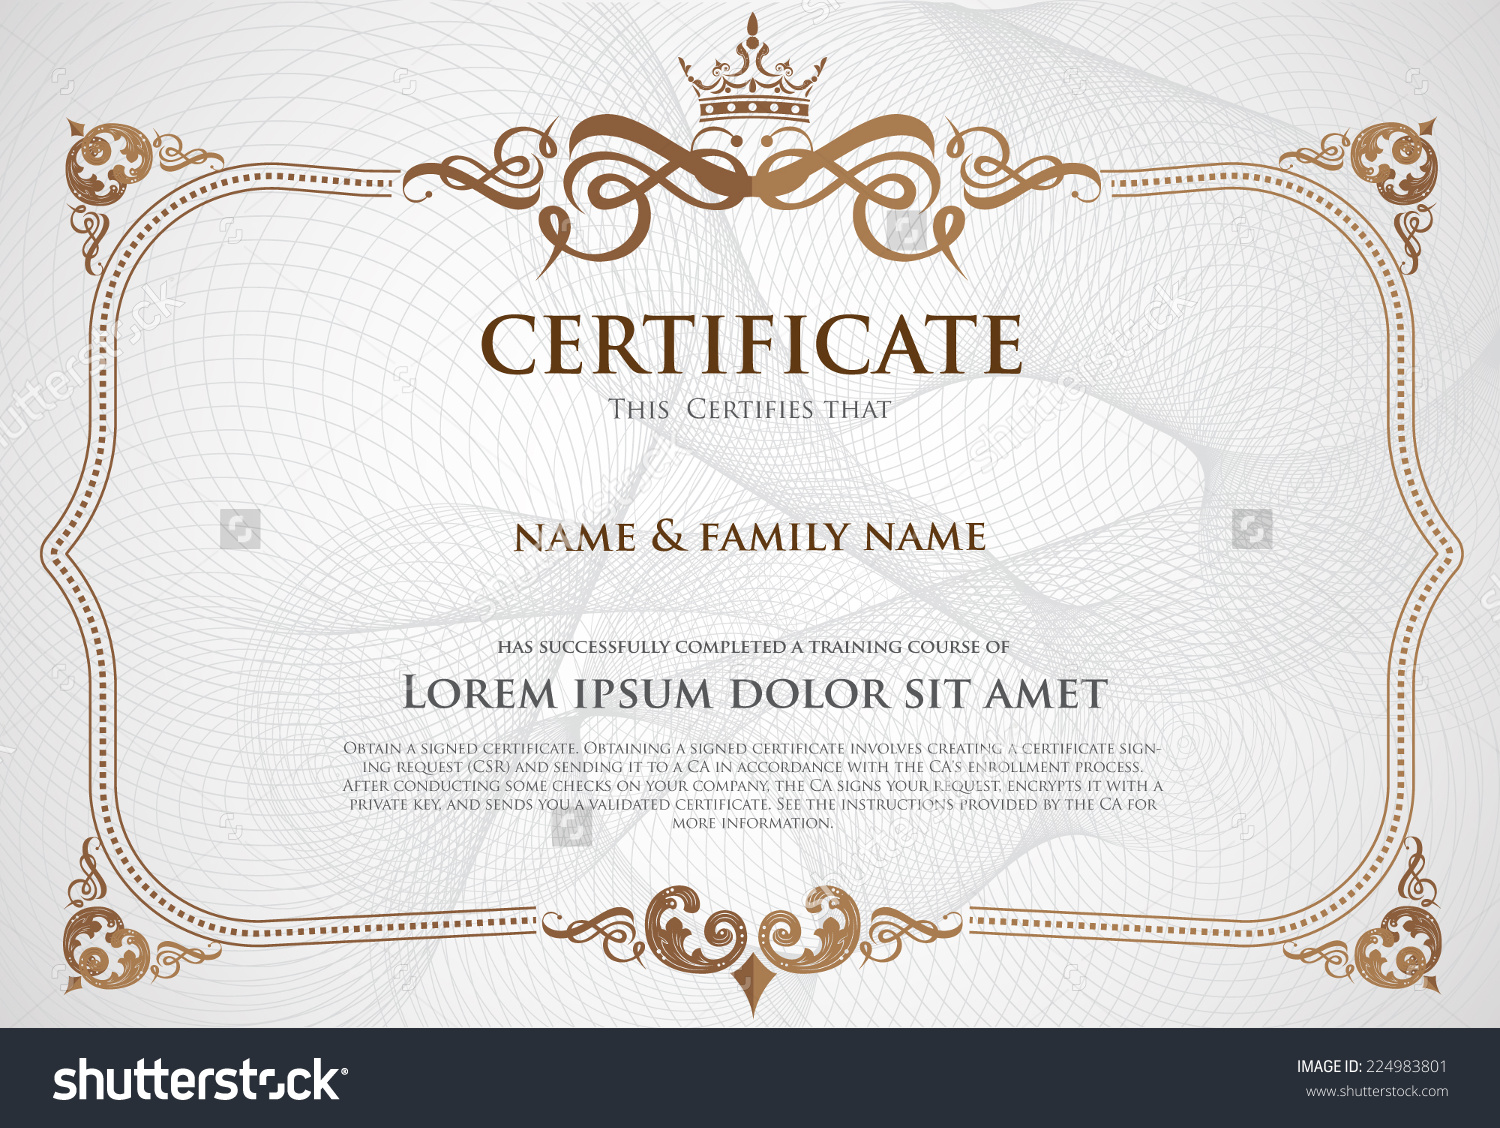 CERTIFICATE
THIS CERTIFIES THAT
NAME & FAMILY NAME
HAS SUCCESSFULLY COMPLETED A TRAINING COURSE OF
LOREM IPSUM DOLOR SIT AMET
OBTAIN A SIGNED CERTIFICATE. OBTAINING A SIGNED CERTIFICATE INVOLVES CREATING A CERTIFICATE SIGN-
ING REQUEST (CSR) AND SENDING IT TO A CA IN ACCORDANCE WITH THE CA'S ENROLLMENT PROCESS.
AFTER CONDUCTING SOME CHECKS ON YOUR COMPANY, THE CA SIGNS YOUR REQUEST, ENCRYPTS IT WITH A
PRIVATE KEY, AND SENDS YOU A VALIDATED CERTIFICATE. SEE THE INSTRUCTIONS PROVIDED BY THE CA FOR
MORE INFORMATION.
shutterstock
IMAGE ID: 224983801
www.shutterstock.com